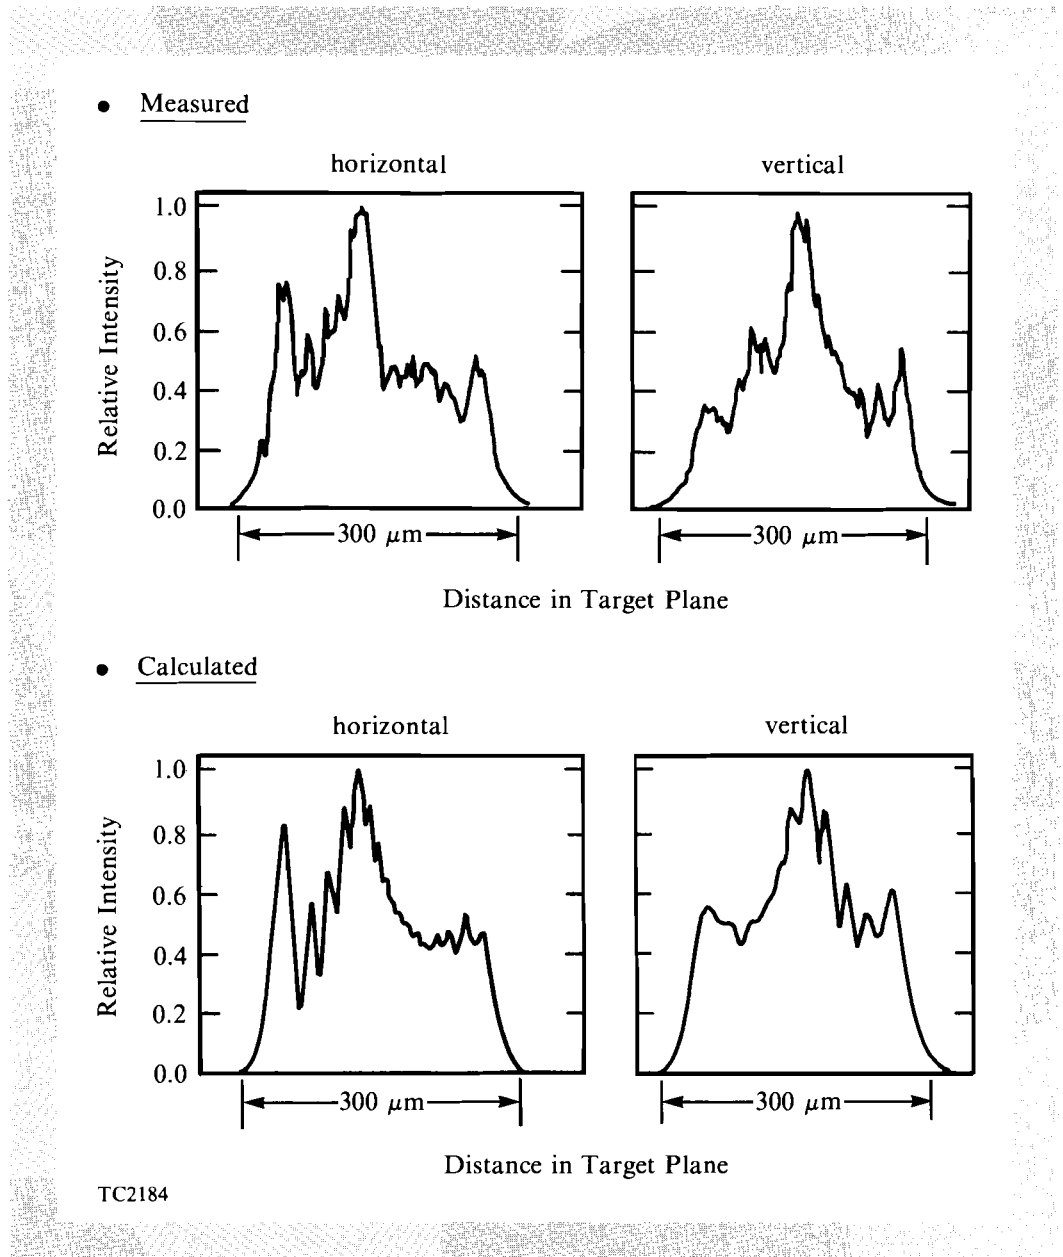 • Measured
horizontal
vertical
Relative Intensity
1.0
0.8
0.6
0.4
0.2
0.0
300 μm
300 μm
Distance in Target Plane
• Calculated
horizontal
vertical
Relative Intensity
1.0
0.8
0.6
0.4
0.2
0.0
300 μm
300 μm
Distance in Target Plane
TC2184